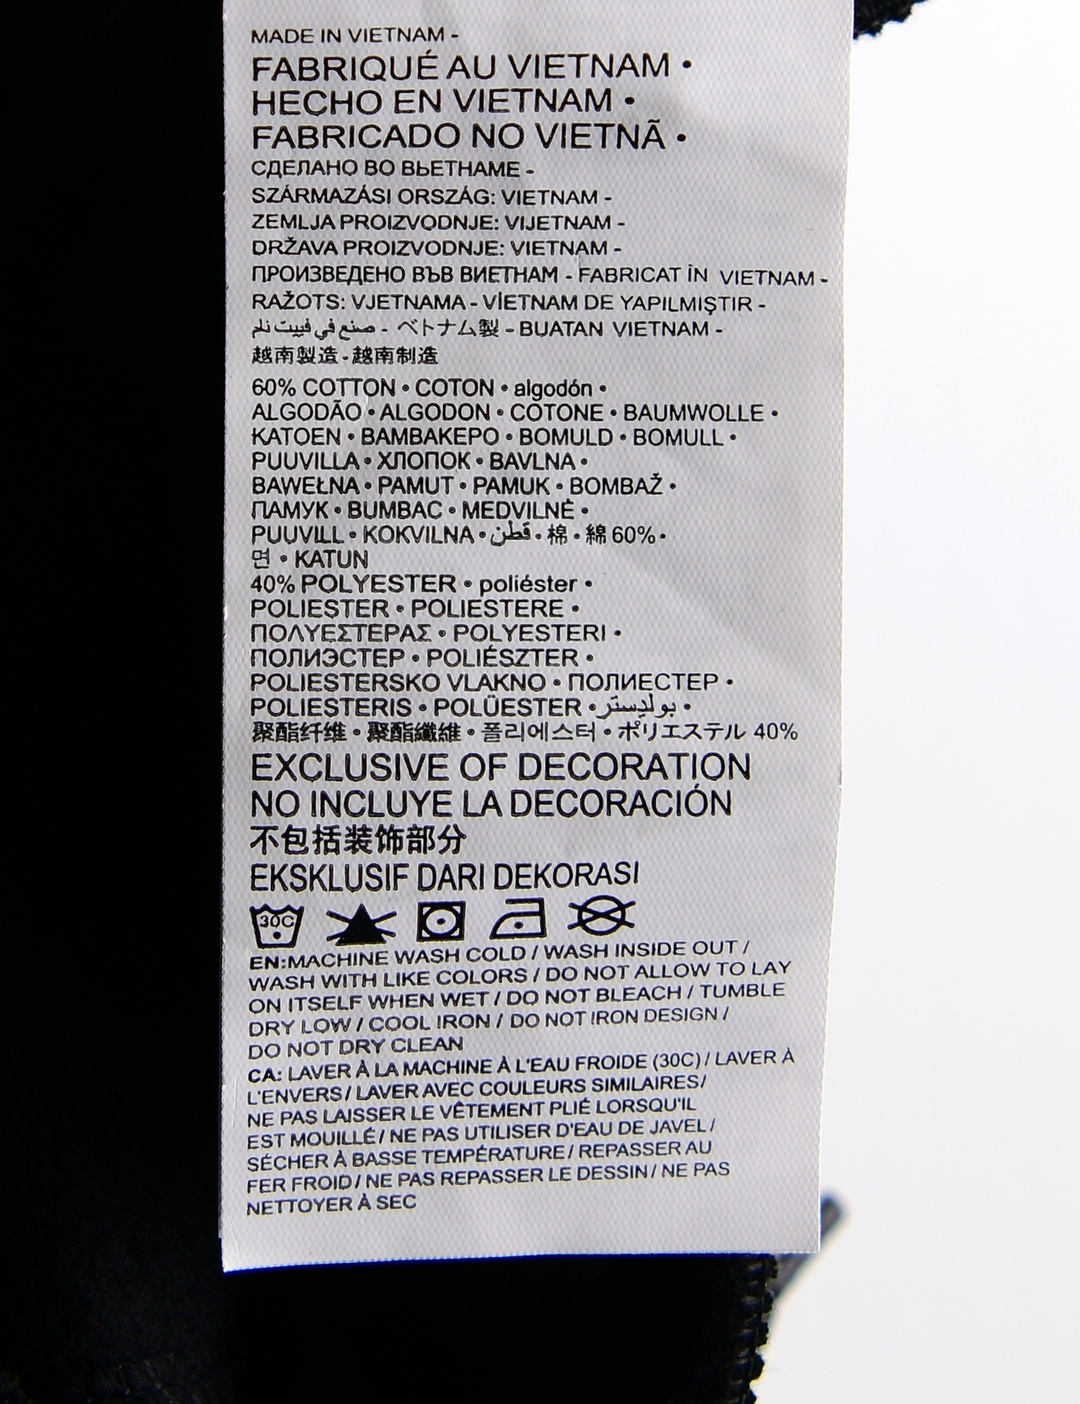 MADE IN VIETNAM -
FABRIQUÉ AU VIETNAM •
HECHO EN VIETNAM •
FABRICADO NO VIETNÃ •
СДЕЛАНО ВО ВЬЕТНАМЕ -
SZÁRMAZÁSI ORSZÁG: VIETNAM -
ZEMLJA PROIZVODNJE: VIJETNAM -
DRŽAVA PROIZVODNJE: VIETNAM -
ПРОИЗВЕДЕНО ВЪВ ВИЕТНАМ - FABRICAT ÎN VIETNAM -
RAŽOTS: VJETNAMA - VİETNAM DE YAPILMIŞTIR -
صنع في فييت نام - ベトナム製 - BUATAN VIETNAM -
越南製造 - 越南制造
60% COTTON • COTON • algodón •
ALGODÃO • ALGODON • COTONE • BAUMWOLLE •
KATOEN • BAMBAKEPO • BOMULD • BOMULL •
PUUVILLA • ХЛОПОК • BAVLNA •
BAWEŁNA • PAMUT • PAMUK • BOMBAŽ •
ПАМУК • BUMBAC • MEDVILNĖ •
PUUVILL • KOKVILNA • قطن • 棉 • 綿 60% •
면 • KATUN
40% POLYESTER • poliéster •
POLIESTER • POLIESTERE •
ΠΟΛΥΕΣΤΕΡΑΣ • POLYESTERI •
ПОЛИЭСТЕР • POLIÉSZTER •
POLIESTERSKO VLAKNO • ПОЛИЕСТЕР •
POLIESTERIS • POLÜESTER • بولدستر •
聚酯纤维 • 聚酯纖維 • 폴리에스터 • ポリエステル 40%
EXCLUSIVE OF DECORATION
NO INCLUYE LA DECORACIÓN
不包括装饰部分
EKSKLUSIF DARI DEKORASI
30C
EN:MACHINE WASH COLD / WASH INSIDE OUT /
WASH WITH LIKE COLORS / DO NOT ALLOW TO LAY
ON ITSELF WHEN WET / DO NOT BLEACH / TUMBLE
DRY LOW / COOL IRON / DO NOT IRON DESIGN /
DO NOT DRY CLEAN
CA: LAVER À LA MACHINE À L'EAU FROIDE (30C) / LAVER À
L'ENVERS / LAVER AVEC COULEURS SIMILAIRES/
NE PAS LAISSER LE VÊTEMENT PLIÉ LORSQU'IL
EST MOUILLÉ / NE PAS UTILISER D'EAU DE JAVEL /
SÉCHER À BASSE TEMPÉRATURE / REPASSER AU
FER FROID / NE PAS REPASSER LE DESSIN / NE PAS
NETTOYER À SEC